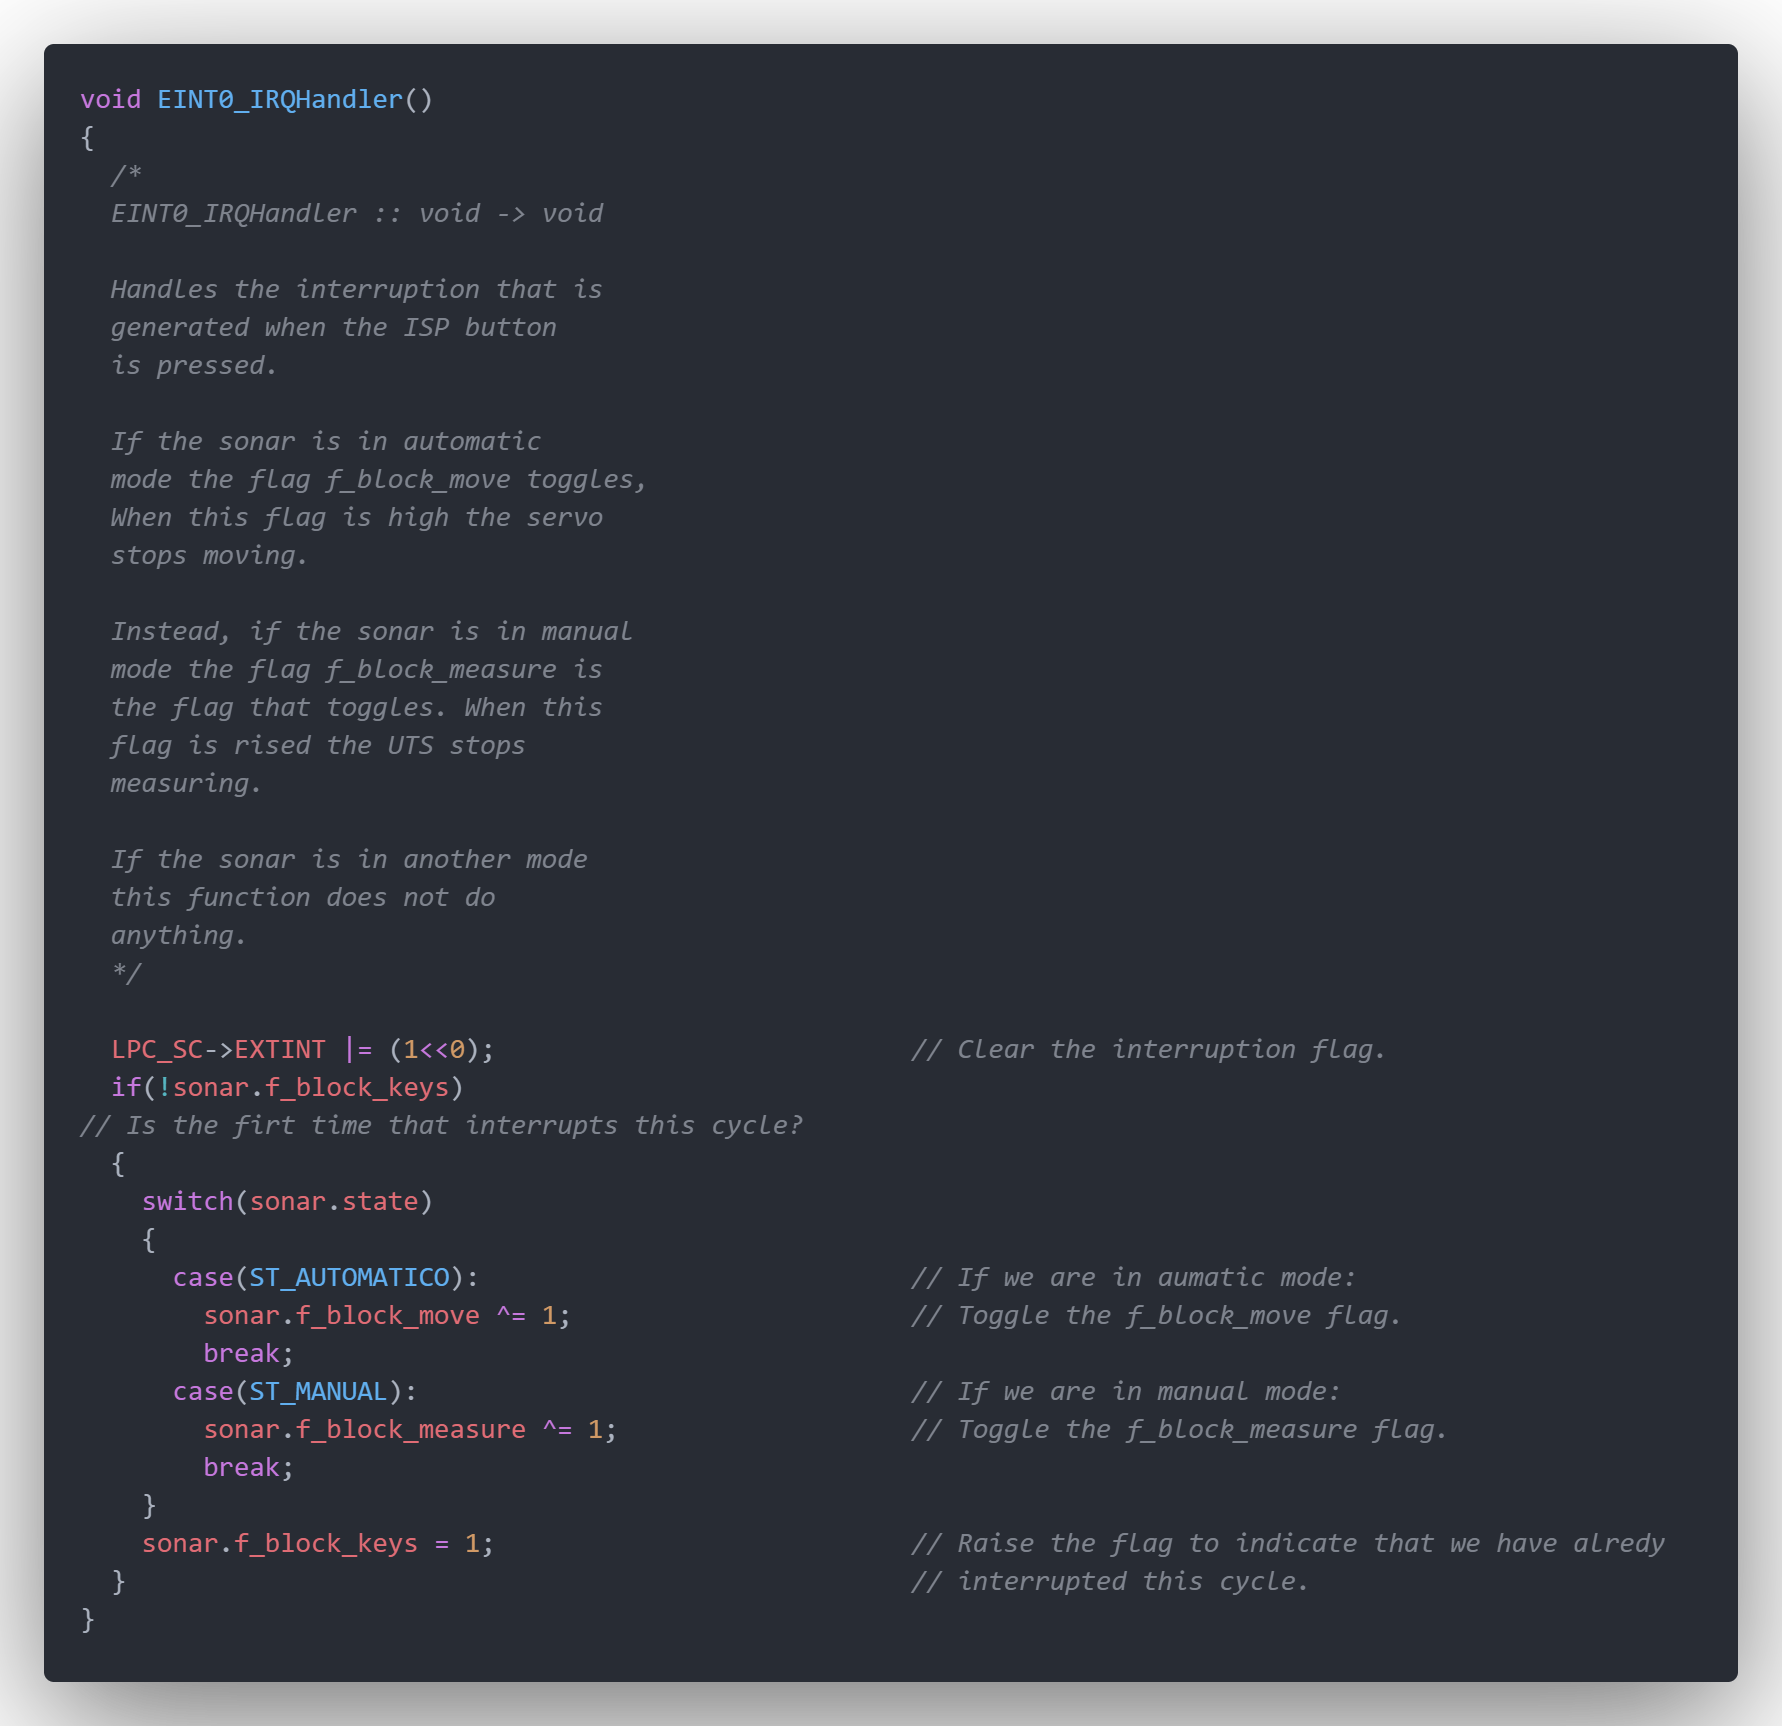 void EINT0_IRQHandler()
{
  /*
  EINT0_IRQHandler :: void -> void

  Handles the interruption that is
  generated when the ISP button
  is pressed.

  If the sonar is in automatic
  mode the flag f_block_move toggles,
  When this flag is high the servo
  stops moving.

  Instead, if the sonar is in manual
  mode the flag f_block_measure is
  the flag that toggles. When this
  flag is rised the UTS stops
  measuring.

  If the sonar is in another mode
  this function does not do
  anything.
  */

  LPC_SC->EXTINT |= (1<<0);                           // Clear the interruption flag.
  if(!sonar.f_block_keys)
// Is the firt time that interrupts this cycle?
  {
    switch(sonar.state)
    {
      case(ST_AUTOMATICO):                            // If we are in aumatic mode:
        sonar.f_block_move ^= 1;                      // Toggle the f_block_move flag.
        break;
      case(ST_MANUAL):                                // If we are in manual mode:
        sonar.f_block_measure ^= 1;                   // Toggle the f_block_measure flag.
        break;
    }
    sonar.f_block_keys = 1;                           // Raise the flag to indicate that we have alredy
  }                                                   // interrupted this cycle.
}